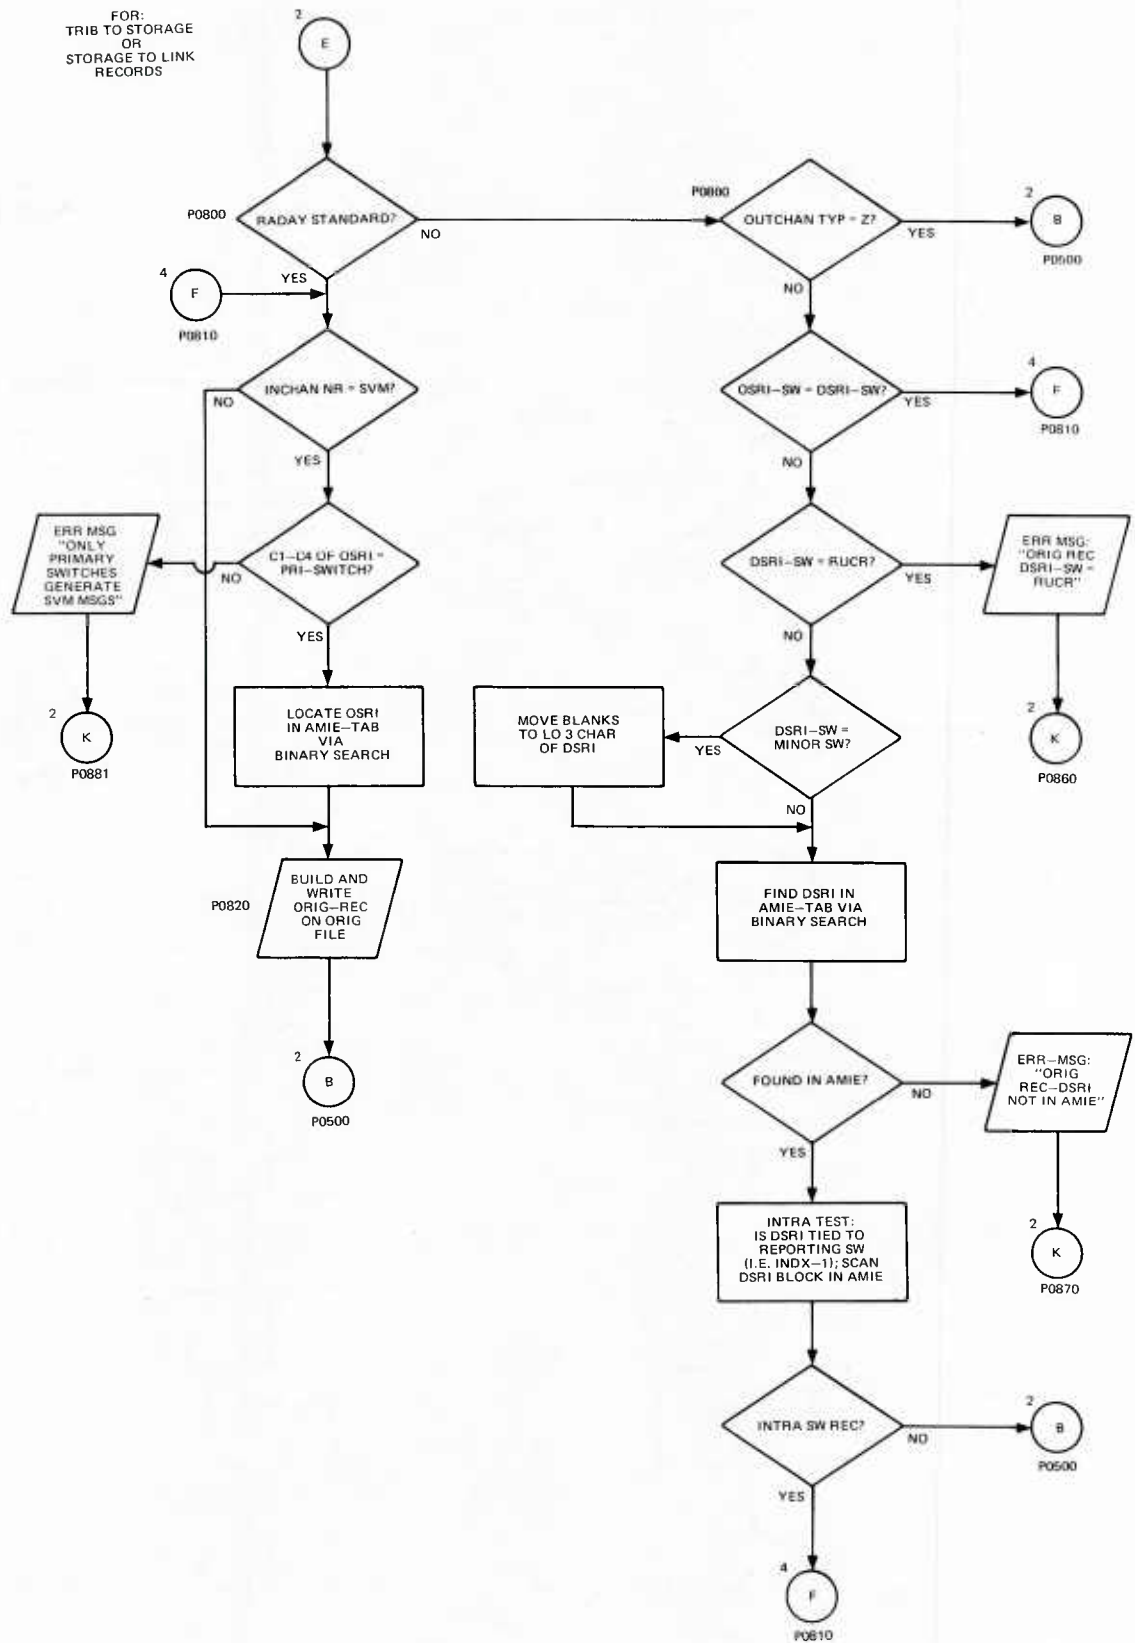 FOR:
TRIB TO STORAGE
OR
STORAGE TO LINK
RECORDS
2
E
P0800
RADAY STANDARD?
NO
YES
P0800
OUTCHAN TYP = Z?
YES
NO
2
B
P0500
4
F
P0810
INCHAN NR = SVM?
NO
YES
OSRI-SW = DSRI-SW?
YES
NO
4
F
P0810
ERR MSG
"ONLY
PRIMARY
SWITCHES
GENERATE
SVM MSGS"
C1-C4 OF OSRI =
PRI-SWITCH?
NO
YES
DSRI-SW = RUCR?
YES
NO
ERR MSG:
"ORIG REC
DSRI-SW =
RUCR"
2
K
P0881
LOCATE OSRI
IN AMIE-TAB
VIA
BINARY SEARCH
MOVE BLANKS
TO LO 3 CHAR
OF DSRI
DSRI-SW =
MINOR SW?
YES
NO
2
K
P0860
P0820
BUILD AND
WRITE
ORIG-REC
ON ORIG
FILE
FIND DSRI IN
AMIE-TAB VIA
BINARY SEARCH
2
B
P0500
FOUND IN AMIE?
NO
YES
ERR-MSG:
"ORIG
REC-DSRI
NOT IN AMIE"
INTRA TEST:
IS DSRI TIED TO
REPORTING SW
(I.E. INDX-1); SCAN
DSRI BLOCK IN AMIE
2
K
P0870
INTRA SW REC?
NO
YES
2
B
P0500
4
F
P0810